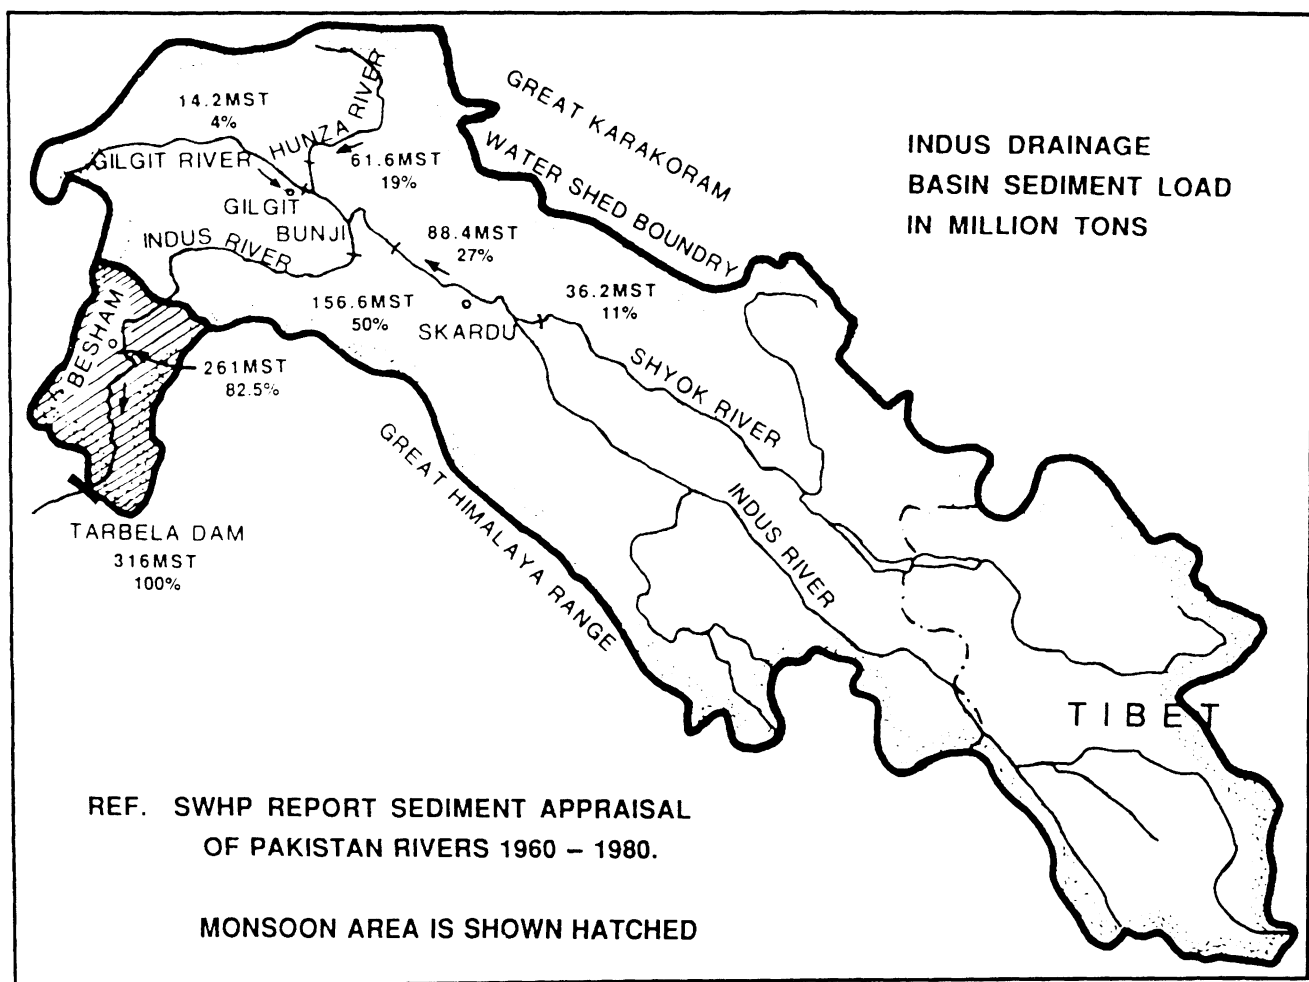 14.2MST
4%
GILGIT RIVER
HUNZA RIVER
61.6MST
19%
GREAT KARAKORAM
WATER SHED BOUNDRY
INDUS DRAINAGE
BASIN SEDIMENT LOAD
IN MILLION TONS
GILGIT
BUNJI
INDUS RIVER
88.4MST
27%
156.6MST
50%
SKARDU
36.2MST
11%
SHYOK RIVER
BESHAM
261MST
82.5%
GREAT HIMALAYA RANGE
INDUS RIVER
TARBELA DAM
316MST
100%
TIBET
REF. SWHP REPORT SEDIMENT APPRAISAL
OF PAKISTAN RIVERS 1960 – 1980.
MONSOON AREA IS SHOWN HATCHED